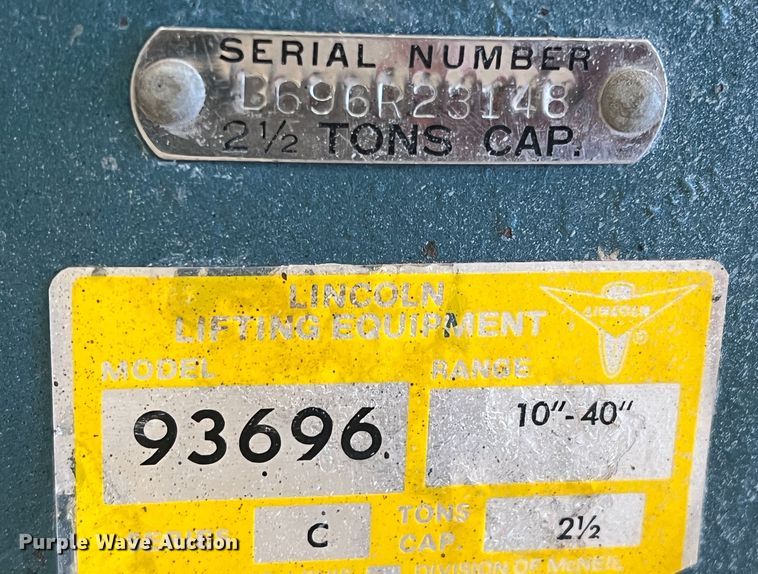 SERIAL NUMBER
B696R23148
2½ TONS CAP.
LINCOLN
LIFTING EQUIPMENT
LINCOLN
®
MODEL RANGE
93696 10"-40"
SERIES C TONS CAP. 2½
DIVISION OF McNEIL
Purple Wave Auction